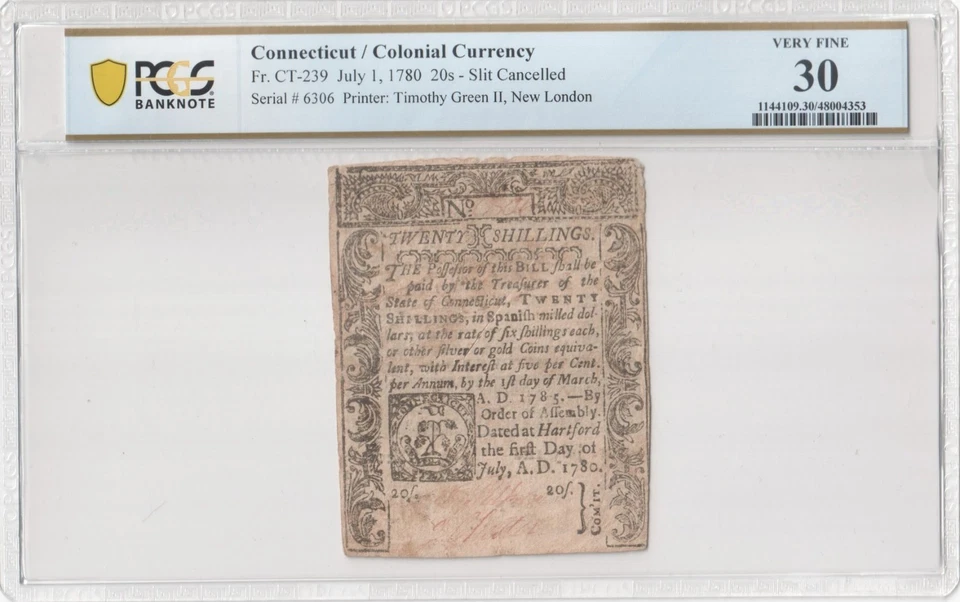 Connecticut / Colonial Currency
Fr. CT-239 July 1, 1780 20s - Slit Cancelled
Serial # 6306 Printer: Timothy Green II, New London
PCGS
BANKNOTE
VERY FINE
30
1144109.30/48004353
No
TWENTY SHILLINGS.
THE Poſſeſſor of this BILL ſhall be
paid by the Treaſurer of the
State of Connecticut, TWENTY
SHILLINGS, in Spaniſh milled dol-
lars, at the rate of ſix ſhillings each,
or other ſilver or gold Coins equiva-
lent, with Intereſt at five per Cent.
per Annum, by the 1ſt day of March,
A. D. 1785.—By
Order of Aſſembly.
Dated at Hartford
the firſt Day of
July, A. D. 1780.
20ſ. 20ſ.
COM'TT.